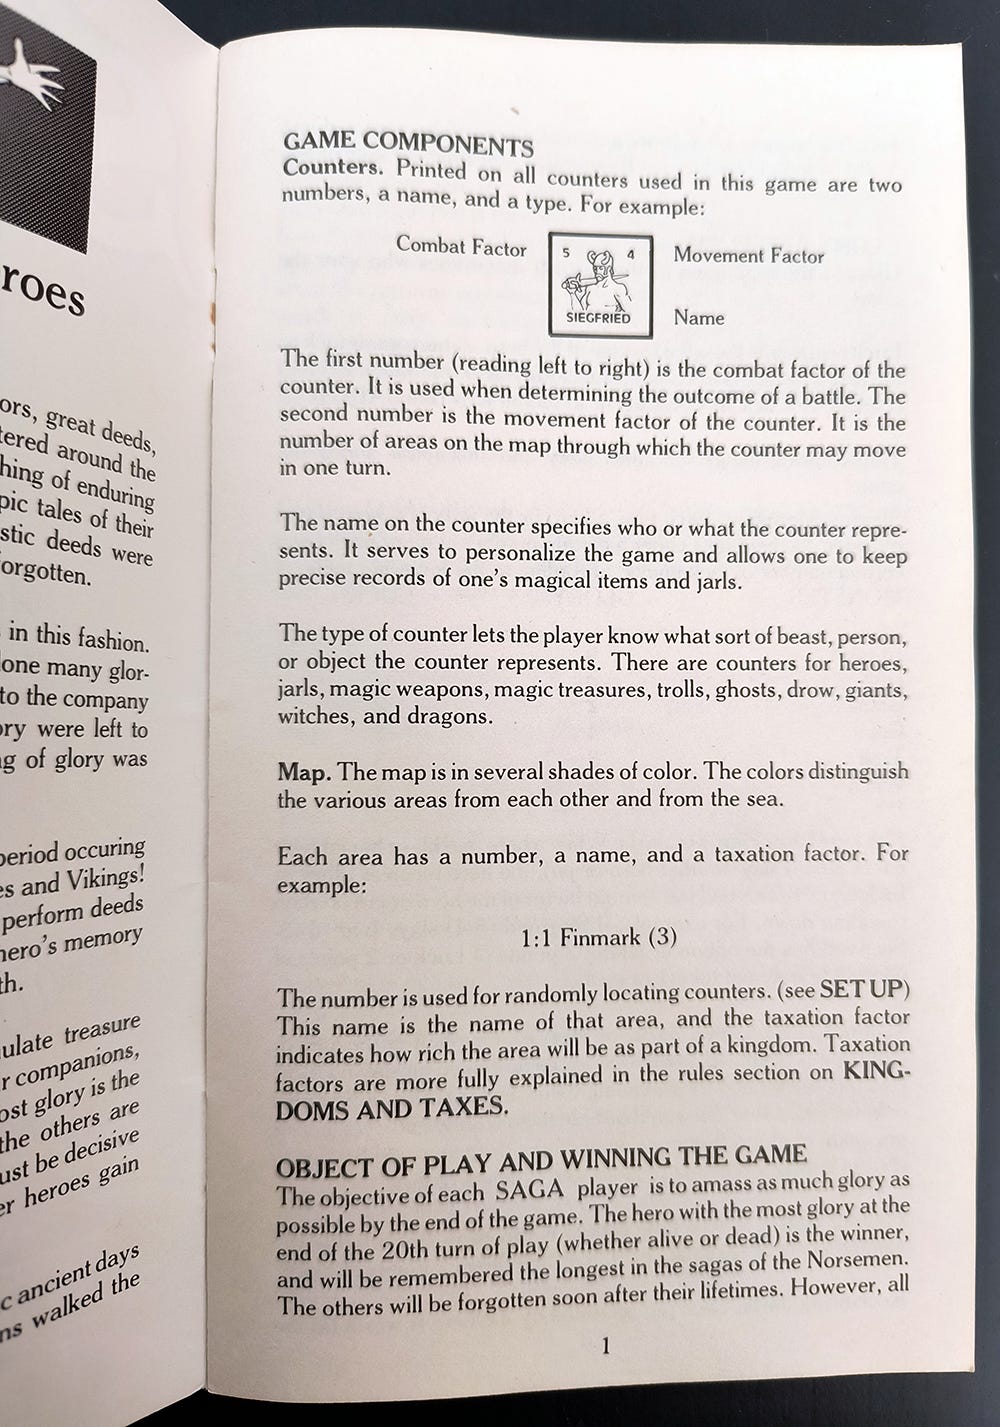 roes
ors, great deeds,
tered around the
hing of enduring
pic tales of their
stic deeds were
orgotten.
in this fashion.
one many glor-
to the company
ory were left to
ng of glory was
period occuring
es and Vikings!
perform deeds
hero's memory
th.
ulate treasure
r companions,
ost glory is the
the others are
ust be decisive
er heroes gain
c ancient days
ns walked the
GAME COMPONENTS
Counters. Printed on all counters used in this game are two
numbers, a name, and a type. For example:
Combat Factor
5 4
SIEGFRIED
Movement Factor
Name
The first number (reading left to right) is the combat factor of the
counter. It is used when determining the outcome of a battle. The
second number is the movement factor of the counter. It is the
number of areas on the map through which the counter may move
in one turn.
The name on the counter specifies who or what the counter repre-
sents. It serves to personalize the game and allows one to keep
precise records of one's magical items and jarls.
The type of counter lets the player know what sort of beast, person,
or object the counter represents. There are counters for heroes,
jarls, magic weapons, magic treasures, trolls, ghosts, drow, giants,
witches, and dragons.
Map. The map is in several shades of color. The colors distinguish
the various areas from each other and from the sea.
Each area has a number, a name, and a taxation factor. For
example:
1:1 Finmark (3)
The number is used for randomly locating counters. (see SET UP)
This name is the name of that area, and the taxation factor
indicates how rich the area will be as part of a kingdom. Taxation
factors are more fully explained in the rules section on KING-
DOMS AND TAXES.
OBJECT OF PLAY AND WINNING THE GAME
The objective of each SAGA player is to amass as much glory as
possible by the end of the game. The hero with the most glory at the
end of the 20th turn of play (whether alive or dead) is the winner,
and will be remembered the longest in the sagas of the Norsemen.
The others will be forgotten soon after their lifetimes. However, all
1